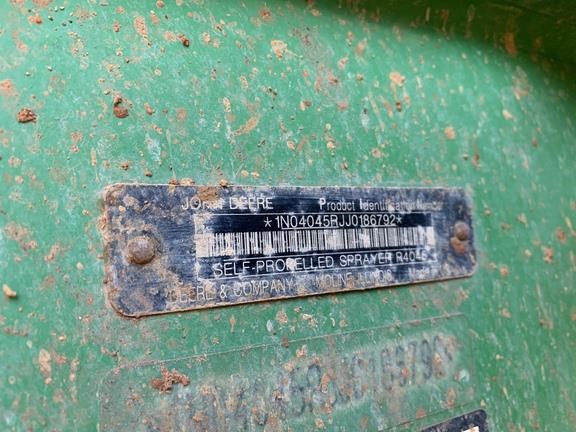 JOHN DEERE Product Identification Number
*1N04045RJJ0186792*
SELF-PROPELLED SPRAYER R4045
DEERE & COMPANY MOLINE ILLINOIS